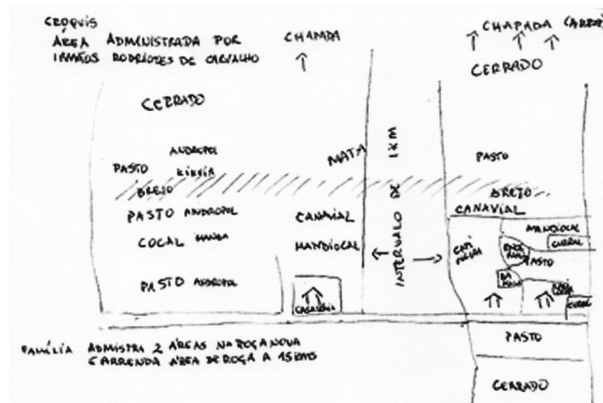 CROQUIS
ÁREA ADMINISTRADA POR
IRMÃOS RODRIGUES DE CARVALHO
CHAPADA
CHAPADA
CERRADO
CERRADO
ANDROPOL
PASTO
MATA
PASTO
BREJO
BREJO
PASTO ANDROPOL
CANAVIAL
CANAVIAL
COCAL
MANDIOCAL
MANDIOCAL
CURRAL
PASTO
INTERVALO DE 1KM
PASTO ANDROPOL
CURRAL
PASTO
FAMÍLIA ADMISTRA 2 ÁREAS NA ROÇA NOVA
E ARRENDA ÁREA DE ROÇA A 15 KMS
CERRADO